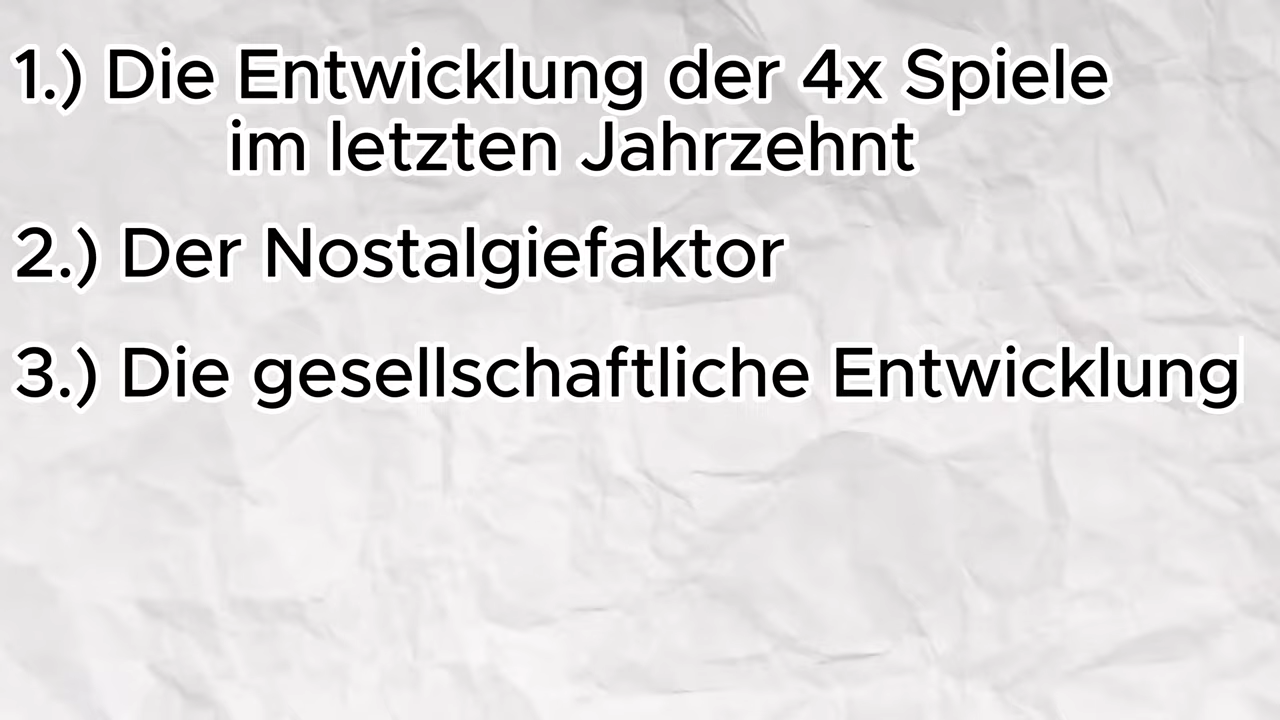 1.) Die Entwicklung der 4x Spiele
im letzten Jahrzehnt
2.) Der Nostalgiefaktor
3.) Die gesellschaftliche Entwicklung